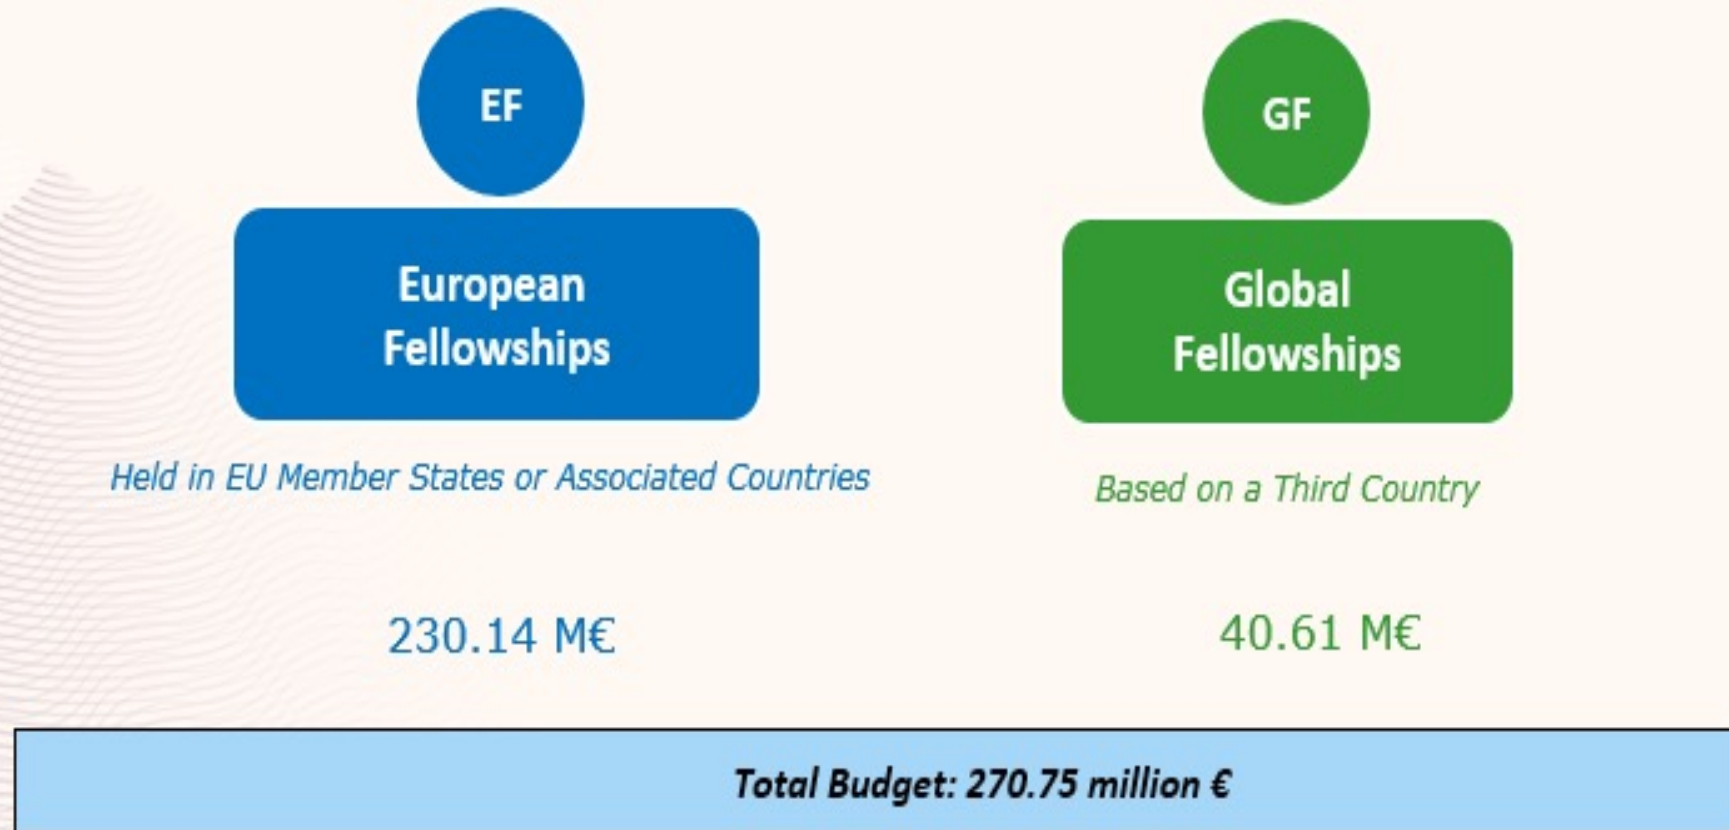 EF
European
Fellowships
Held in EU Member States or Associated Countries
230.14 M€
GF
Global
Fellowships
Based on a Third Country
40.61 M€
Total Budget: 270.75 million €